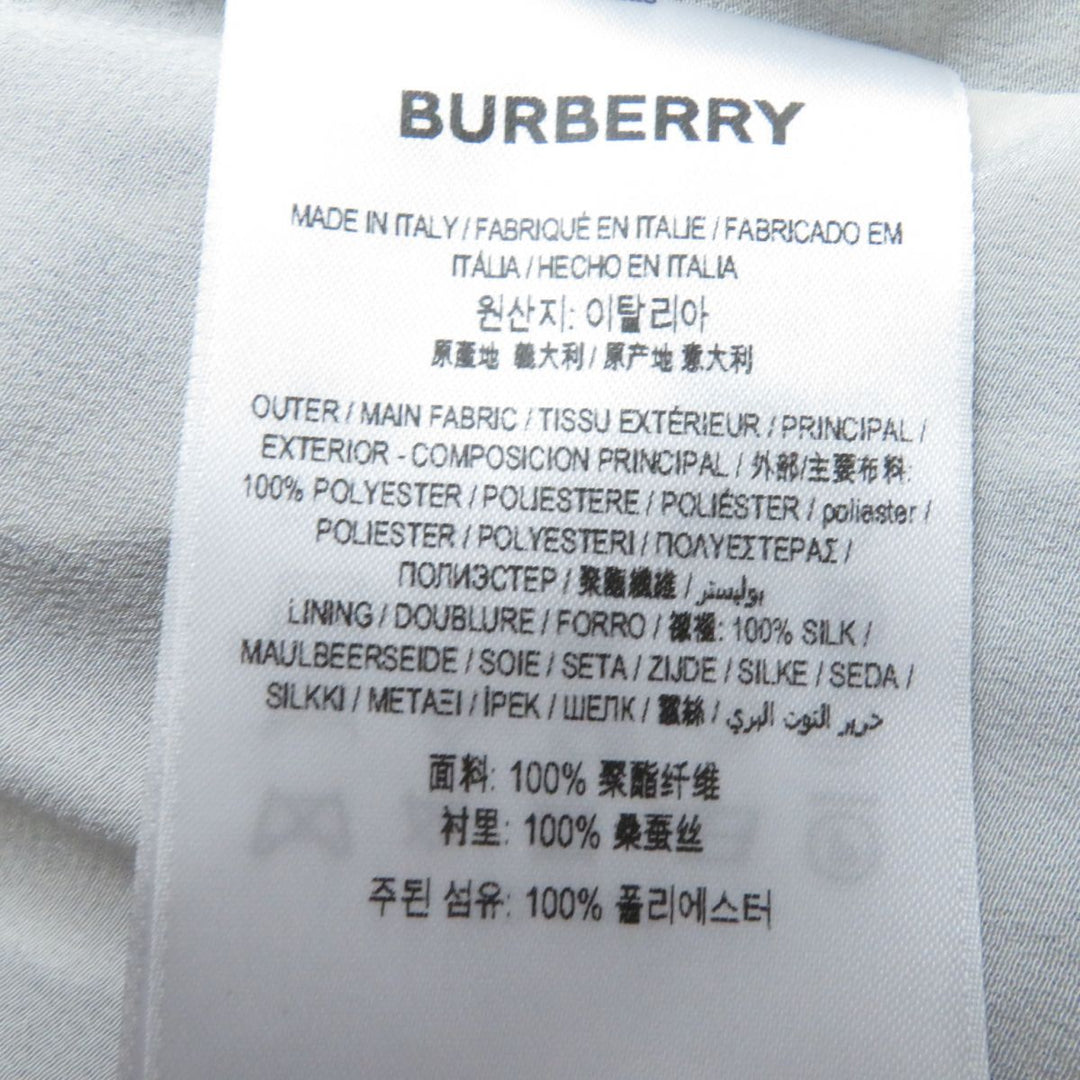 BURBERRY
MADE IN ITALY / FABRIQUÉ EN ITALIE / FABRICADO EM
ITÁLIA / HECHO EN ITALIA
원산지: 이탈리아
原產地 義大利 / 原产地 意大利
OUTER / MAIN FABRIC / TISSU EXTÉRIEUR / PRINCIPAL /
EXTERIOR - COMPOSICION PRINCIPAL / 外部/主要布料:
100% POLYESTER / POLIESTERE / POLIÉSTER / poliester /
POLIESTER / POLYESTERI / ΠΟΛΥΕΣΤΕΡΑΣ /
ПОЛИЭСТЕР / 聚酯纖維 / بوليستر
LINING / DOUBLURE / FORRO / 襯裡: 100% SILK /
MAULBEERSEIDE / SOIE / SETA / ZIJDE / SILKE / SEDA /
SILKKI / ΜΕΤΑΞΙ / İPEK / ШЕЛК / 蠶絲 / حرير التوت البري
面料: 100% 聚酯纤维
衬里: 100% 桑蚕丝
주된 섬유: 100% 폴리에스터